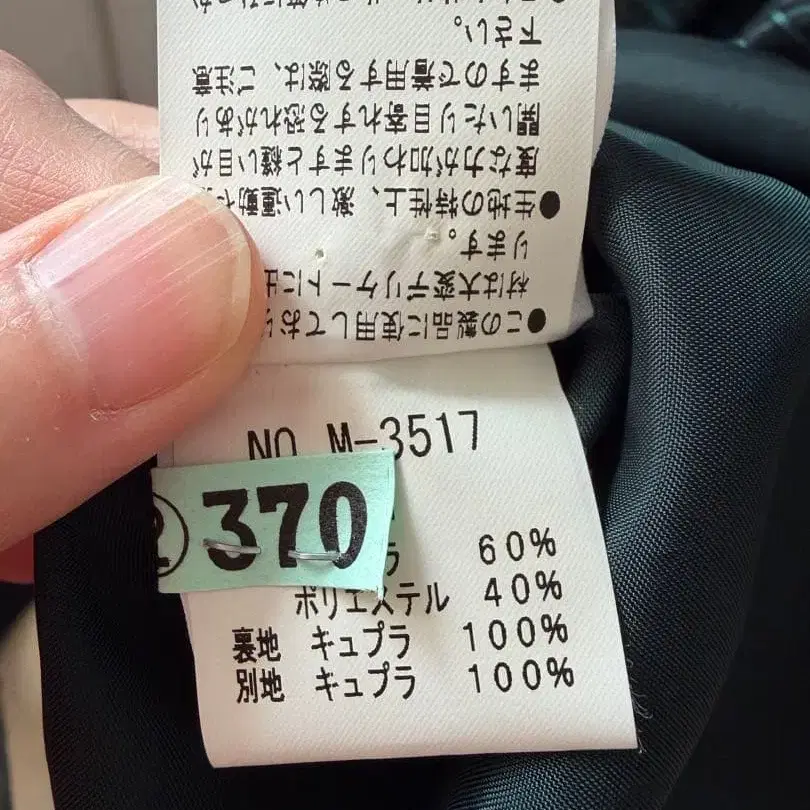 ●この製品に使用してお
材は大変デリケートに
ります。
●生地の特性上、激しい運動や
度な力が加わりますと縫い目が
開いたり目寄れする恐れがあり
ますので着用する際は、ご注意
下さい。
NO M-3517
370
ラ 60%
ポリエステル 40%
裏地 キュプラ 100%
別地 キュプラ 100%